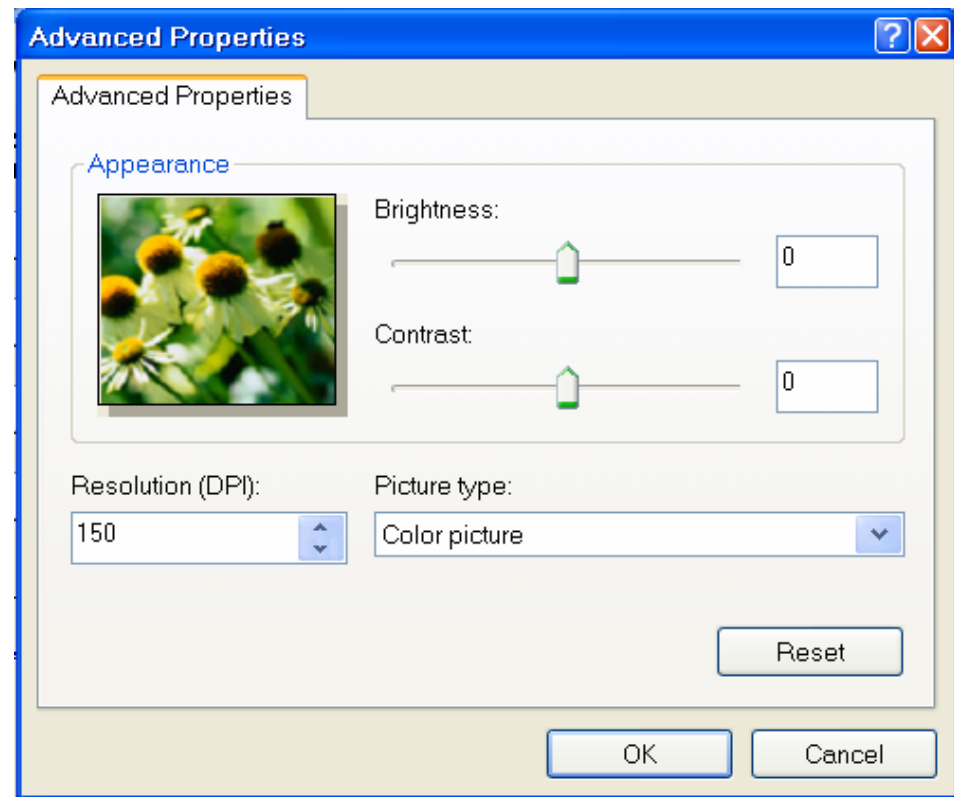 Advanced Properties
Advanced Properties
Appearance
Brightness:
0
Contrast:
0
Resolution (DPI):
Picture type:
150
Color picture
Reset
OK
Cancel